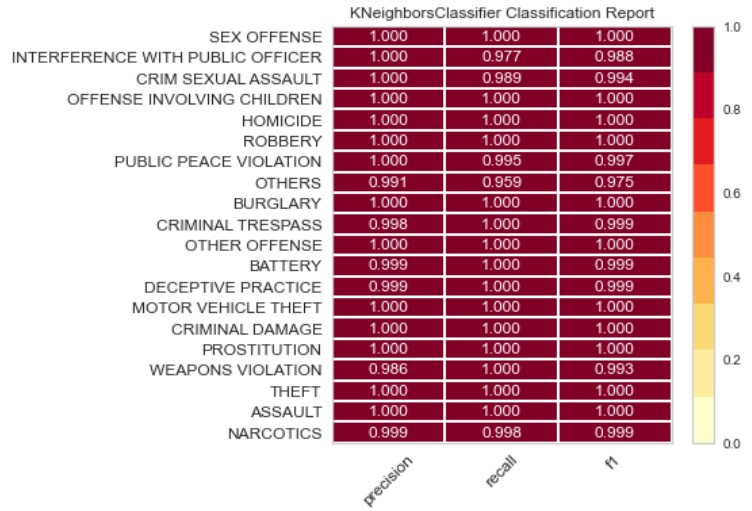 KNeighborsClassifier Classification Report
SEX OFFENSE 1.000 1.000 1.000
INTERFERENCE WITH PUBLIC OFFICER 1.000 0.977 0.988
CRIM SEXUAL ASSAULT 1.000 0.989 0.994
OFFENSE INVOLVING CHILDREN 1.000 1.000 1.000
HOMICIDE 1.000 1.000 1.000
ROBBERY 1.000 1.000 1.000
PUBLIC PEACE VIOLATION 1.000 0.995 0.997
OTHERS 0.991 0.959 0.975
BURGLARY 1.000 1.000 1.000
CRIMINAL TRESPASS 0.998 1.000 0.999
OTHER OFFENSE 1.000 1.000 1.000
BATTERY 0.999 1.000 0.999
DECEPTIVE PRACTICE 0.999 1.000 0.999
MOTOR VEHICLE THEFT 1.000 1.000 1.000
CRIMINAL DAMAGE 1.000 1.000 1.000
PROSTITUTION 1.000 1.000 1.000
WEAPONS VIOLATION 0.986 1.000 0.993
THEFT 1.000 1.000 1.000
ASSAULT 1.000 1.000 1.000
NARCOTICS 0.999 0.998 0.999
precision recall f1
1.0
0.8
0.6
0.4
0.2
0.0